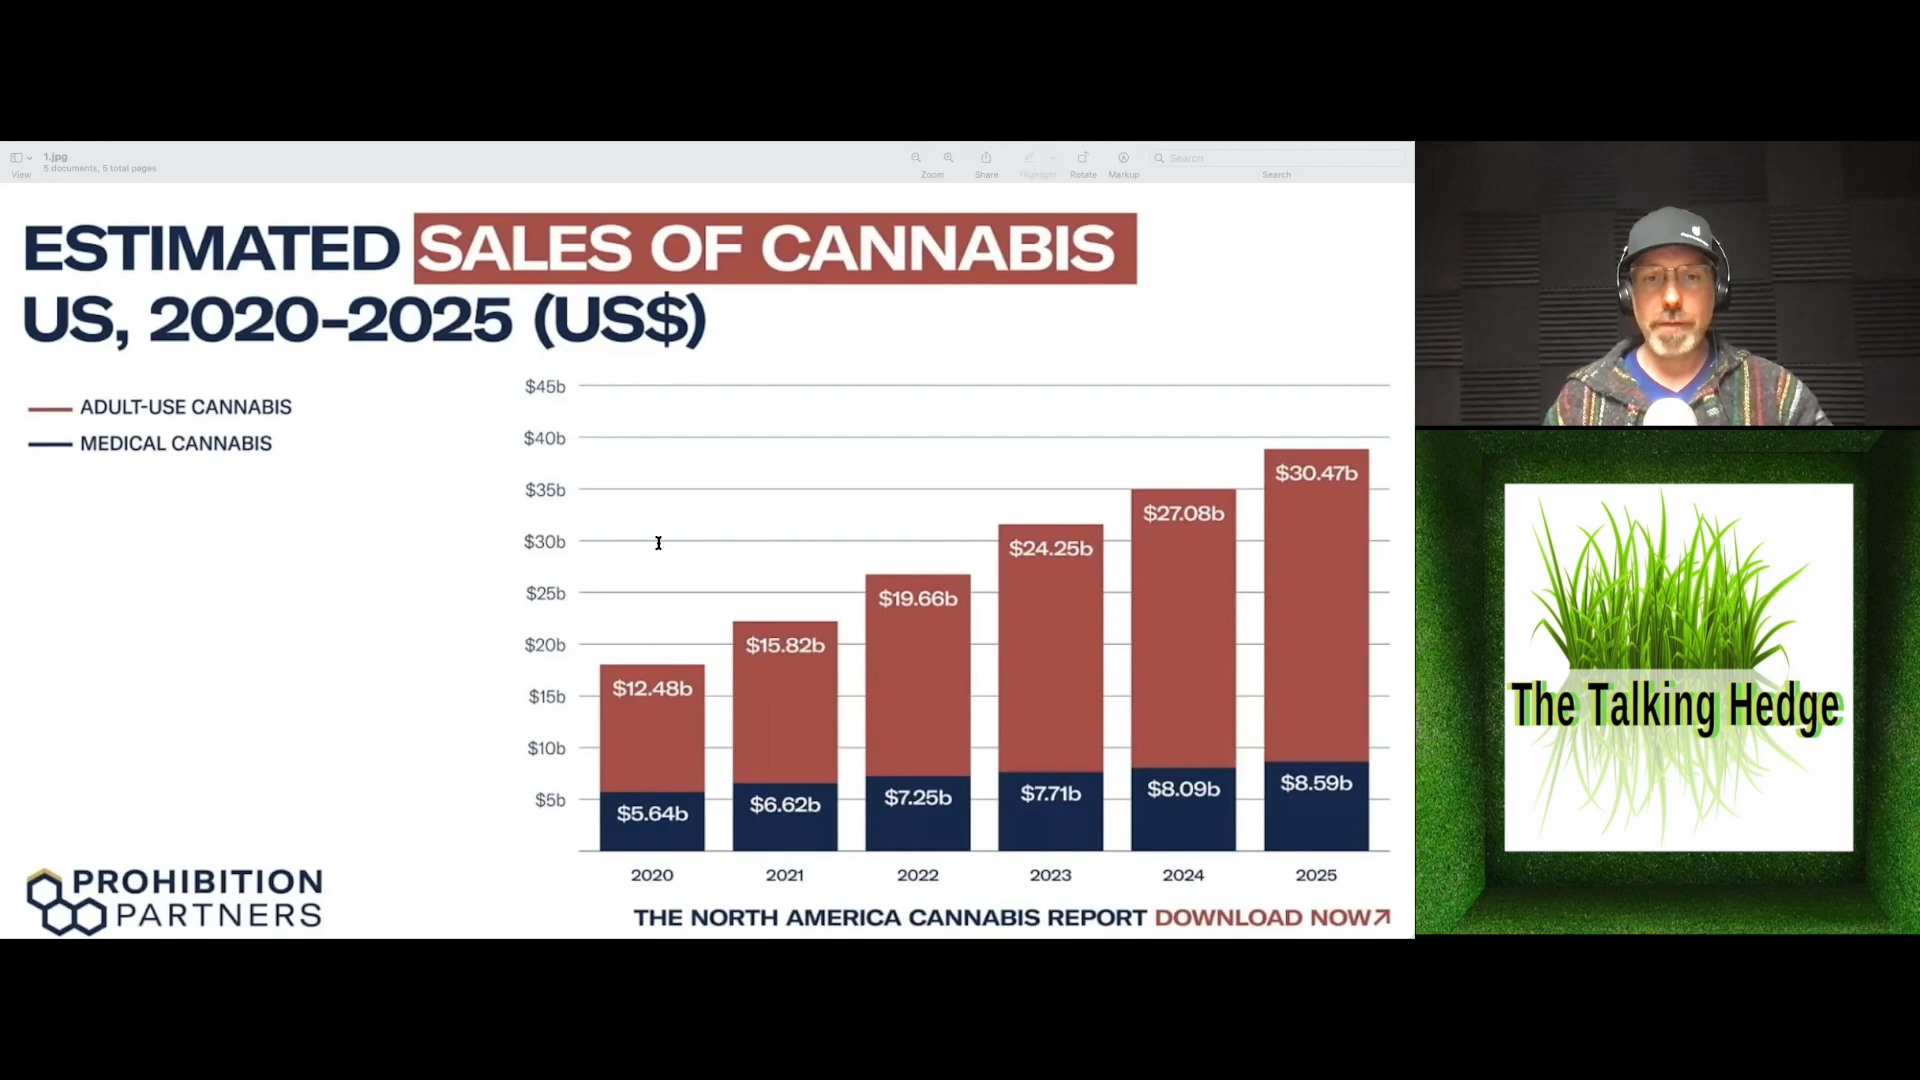 1.jpg
5 documents, 5 total pages
View
Zoom
Share
Highlight
Rotate
Markup
Search
Search
ESTIMATED SALES OF CANNABIS
US, 2020-2025 (US$)
ADULT-USE CANNABIS
MEDICAL CANNABIS
$45b
$40b
$35b
$30b
$25b
$20b
$15b
$10b
$5b
$12.48b
$15.82b
$19.66b
$24.25b
$27.08b
$30.47b
$5.64b
$6.62b
$7.25b
$7.71b
$8.09b
$8.59b
2020
2021
2022
2023
2024
2025
PROHIBITION
PARTNERS
THE NORTH AMERICA CANNABIS REPORT DOWNLOAD NOW
The Talking Hedge